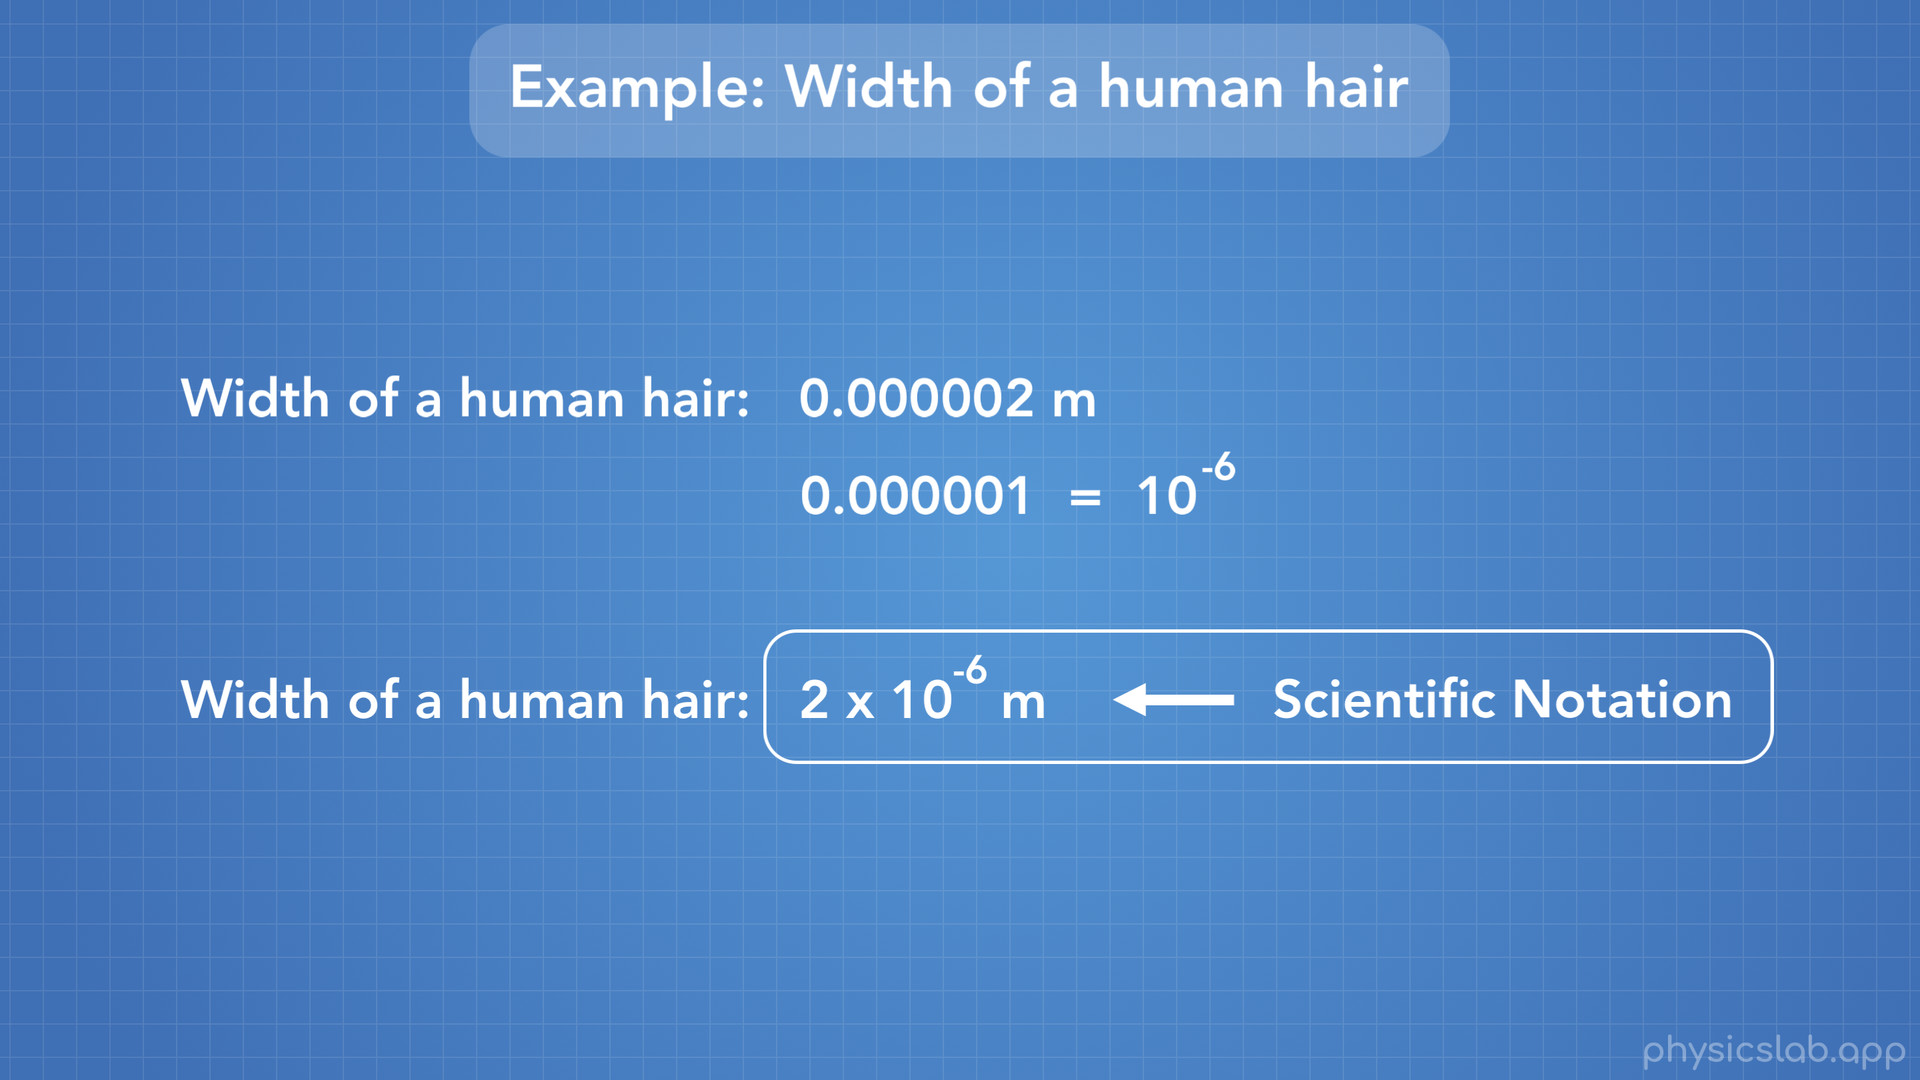 Example: Width of a human hair
Width of a human hair: 0.000002 m
0.000001 = 10⁻⁶
Width of a human hair: 2 x 10⁻⁶ m Scientific Notation
physicslab.app